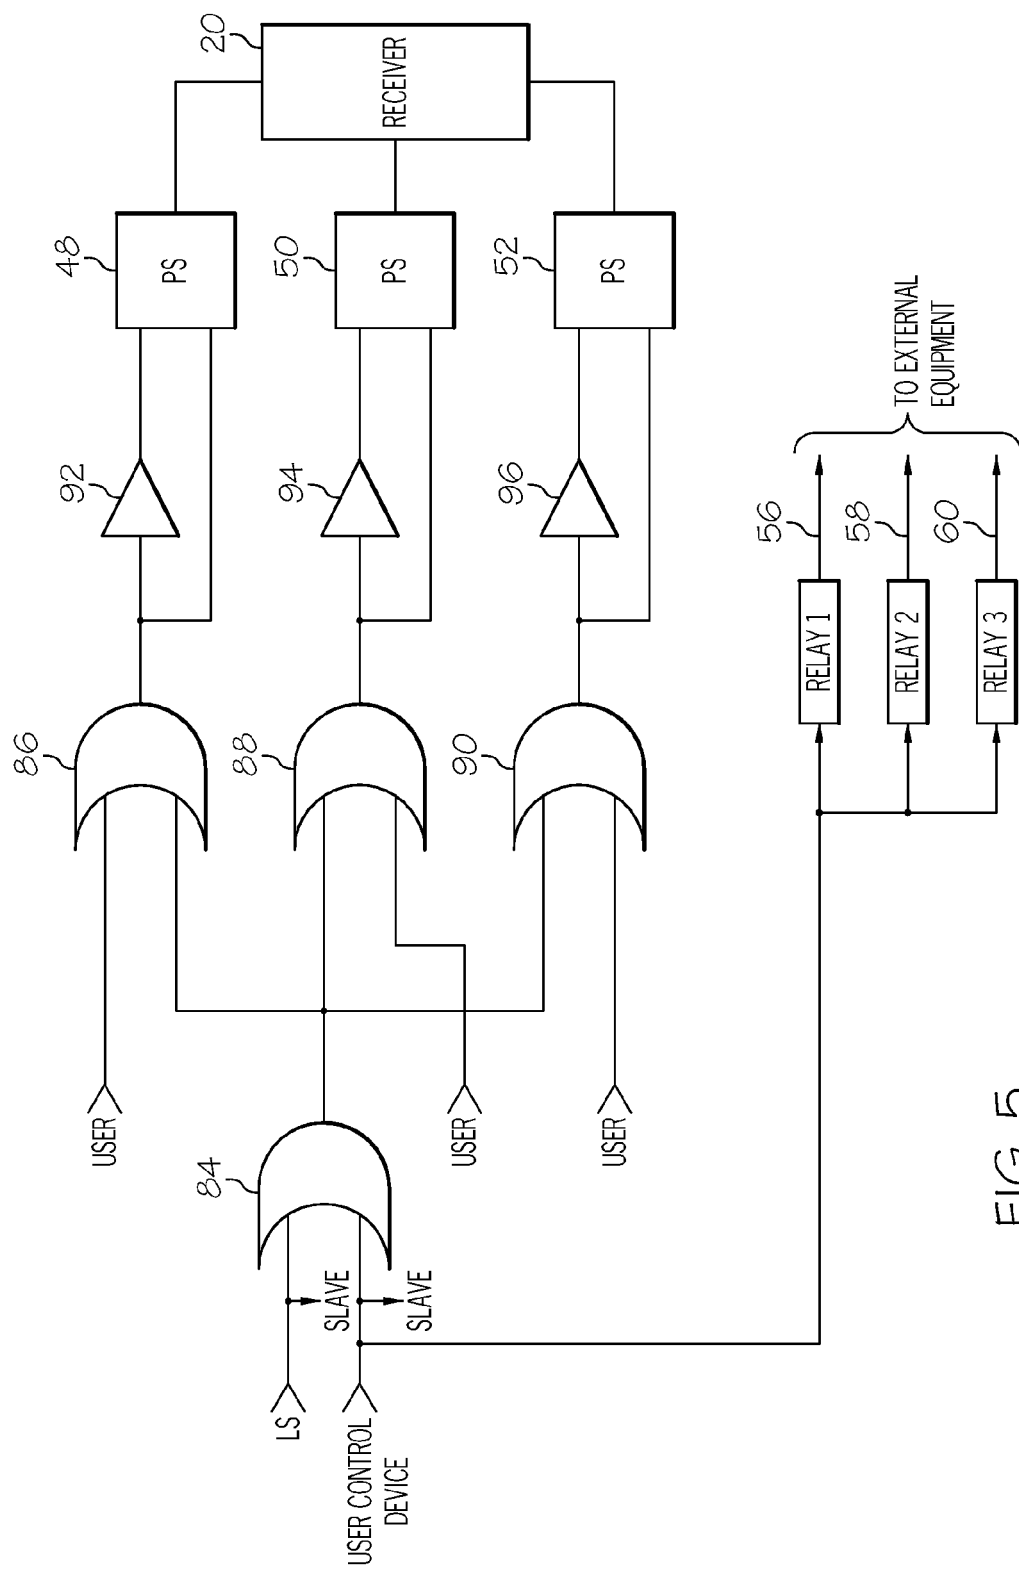 20
RECEIVER
48
PS
50
PS
52
PS
92
94
96
86
88
90
USER
USER
USER
84
LS
SLAVE
SLAVE
USER CONTROL
DEVICE
RELAY 1
56
RELAY 2
58
RELAY 3
60
TO EXTERNAL
EQUIPMENT
FIG. 5